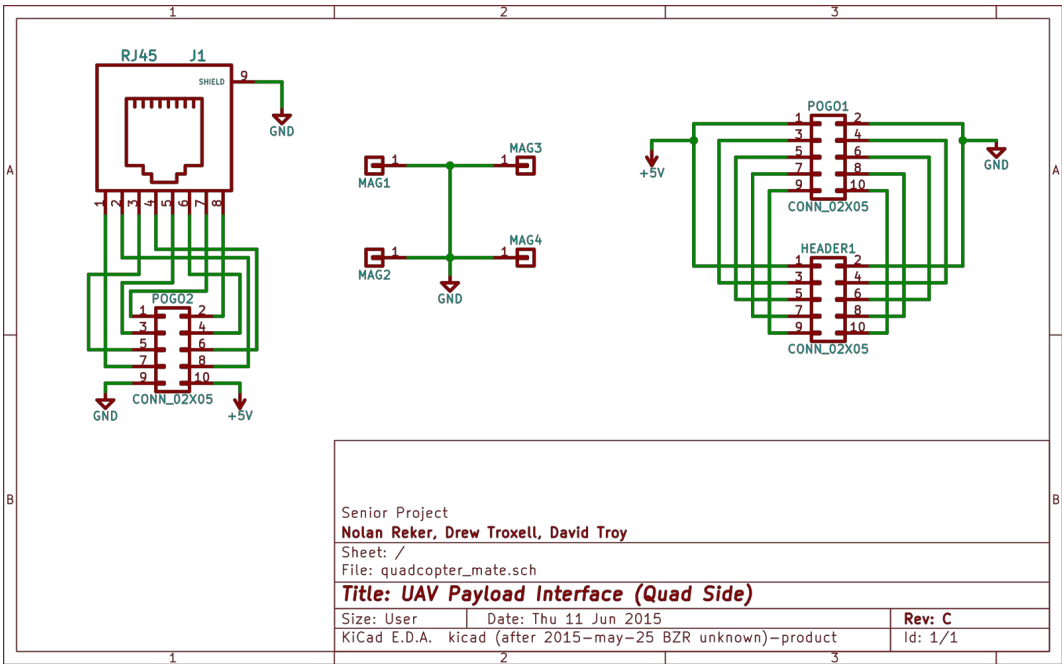 1 2 3
RJ45 J1
SHIELD 9
GND
1 2 3 4 5 6 7 8
POGO2
1 2
3 4
5 6
7 8
9 10
CONN_02X05
GND
+5V
MAG1 1
1 MAG3
MAG2 1
1 MAG4
GND
POGO1
1 2
3 4
5 6
7 8
9 10
CONN_02X05
+5V
GND
HEADER1
1 2
3 4
5 6
7 8
9 10
CONN_02X05
A A
B B
Senior Project
Nolan Reker, Drew Troxell, David Troy
Sheet: /
File: quadcopter_mate.sch
Title: UAV Payload Interface (Quad Side)
Size: User Date: Thu 11 Jun 2015 Rev: C
KiCad E.D.A. kicad (after 2015-may-25 BZR unknown)-product Id: 1/1
1 2 3